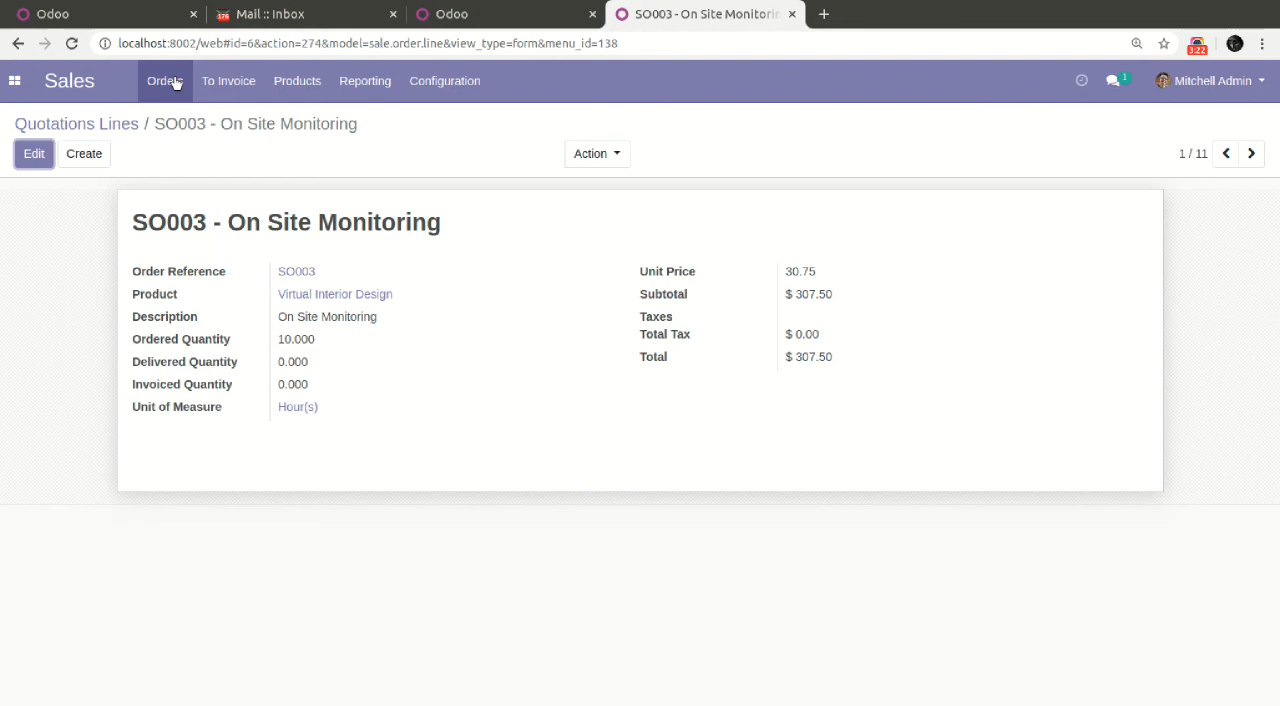 Odoo
Mail :: Inbox
Odoo
SO003 - On Site Monitorin
localhost:8002/web#id=6&action=274&model=sale.order.line&view_type=form&menu_id=138
3:22
Sales
Orders To Invoice Products Reporting Configuration
1
Mitchell Admin
Quotations Lines / SO003 - On Site Monitoring
Edit Create Action 1 / 11
SO003 - On Site Monitoring
Order Reference SO003
Product Virtual Interior Design
Description On Site Monitoring
Ordered Quantity 10.000
Delivered Quantity 0.000
Invoiced Quantity 0.000
Unit of Measure Hour(s)
Unit Price 30.75
Subtotal $ 307.50
Taxes
Total Tax $ 0.00
Total $ 307.50